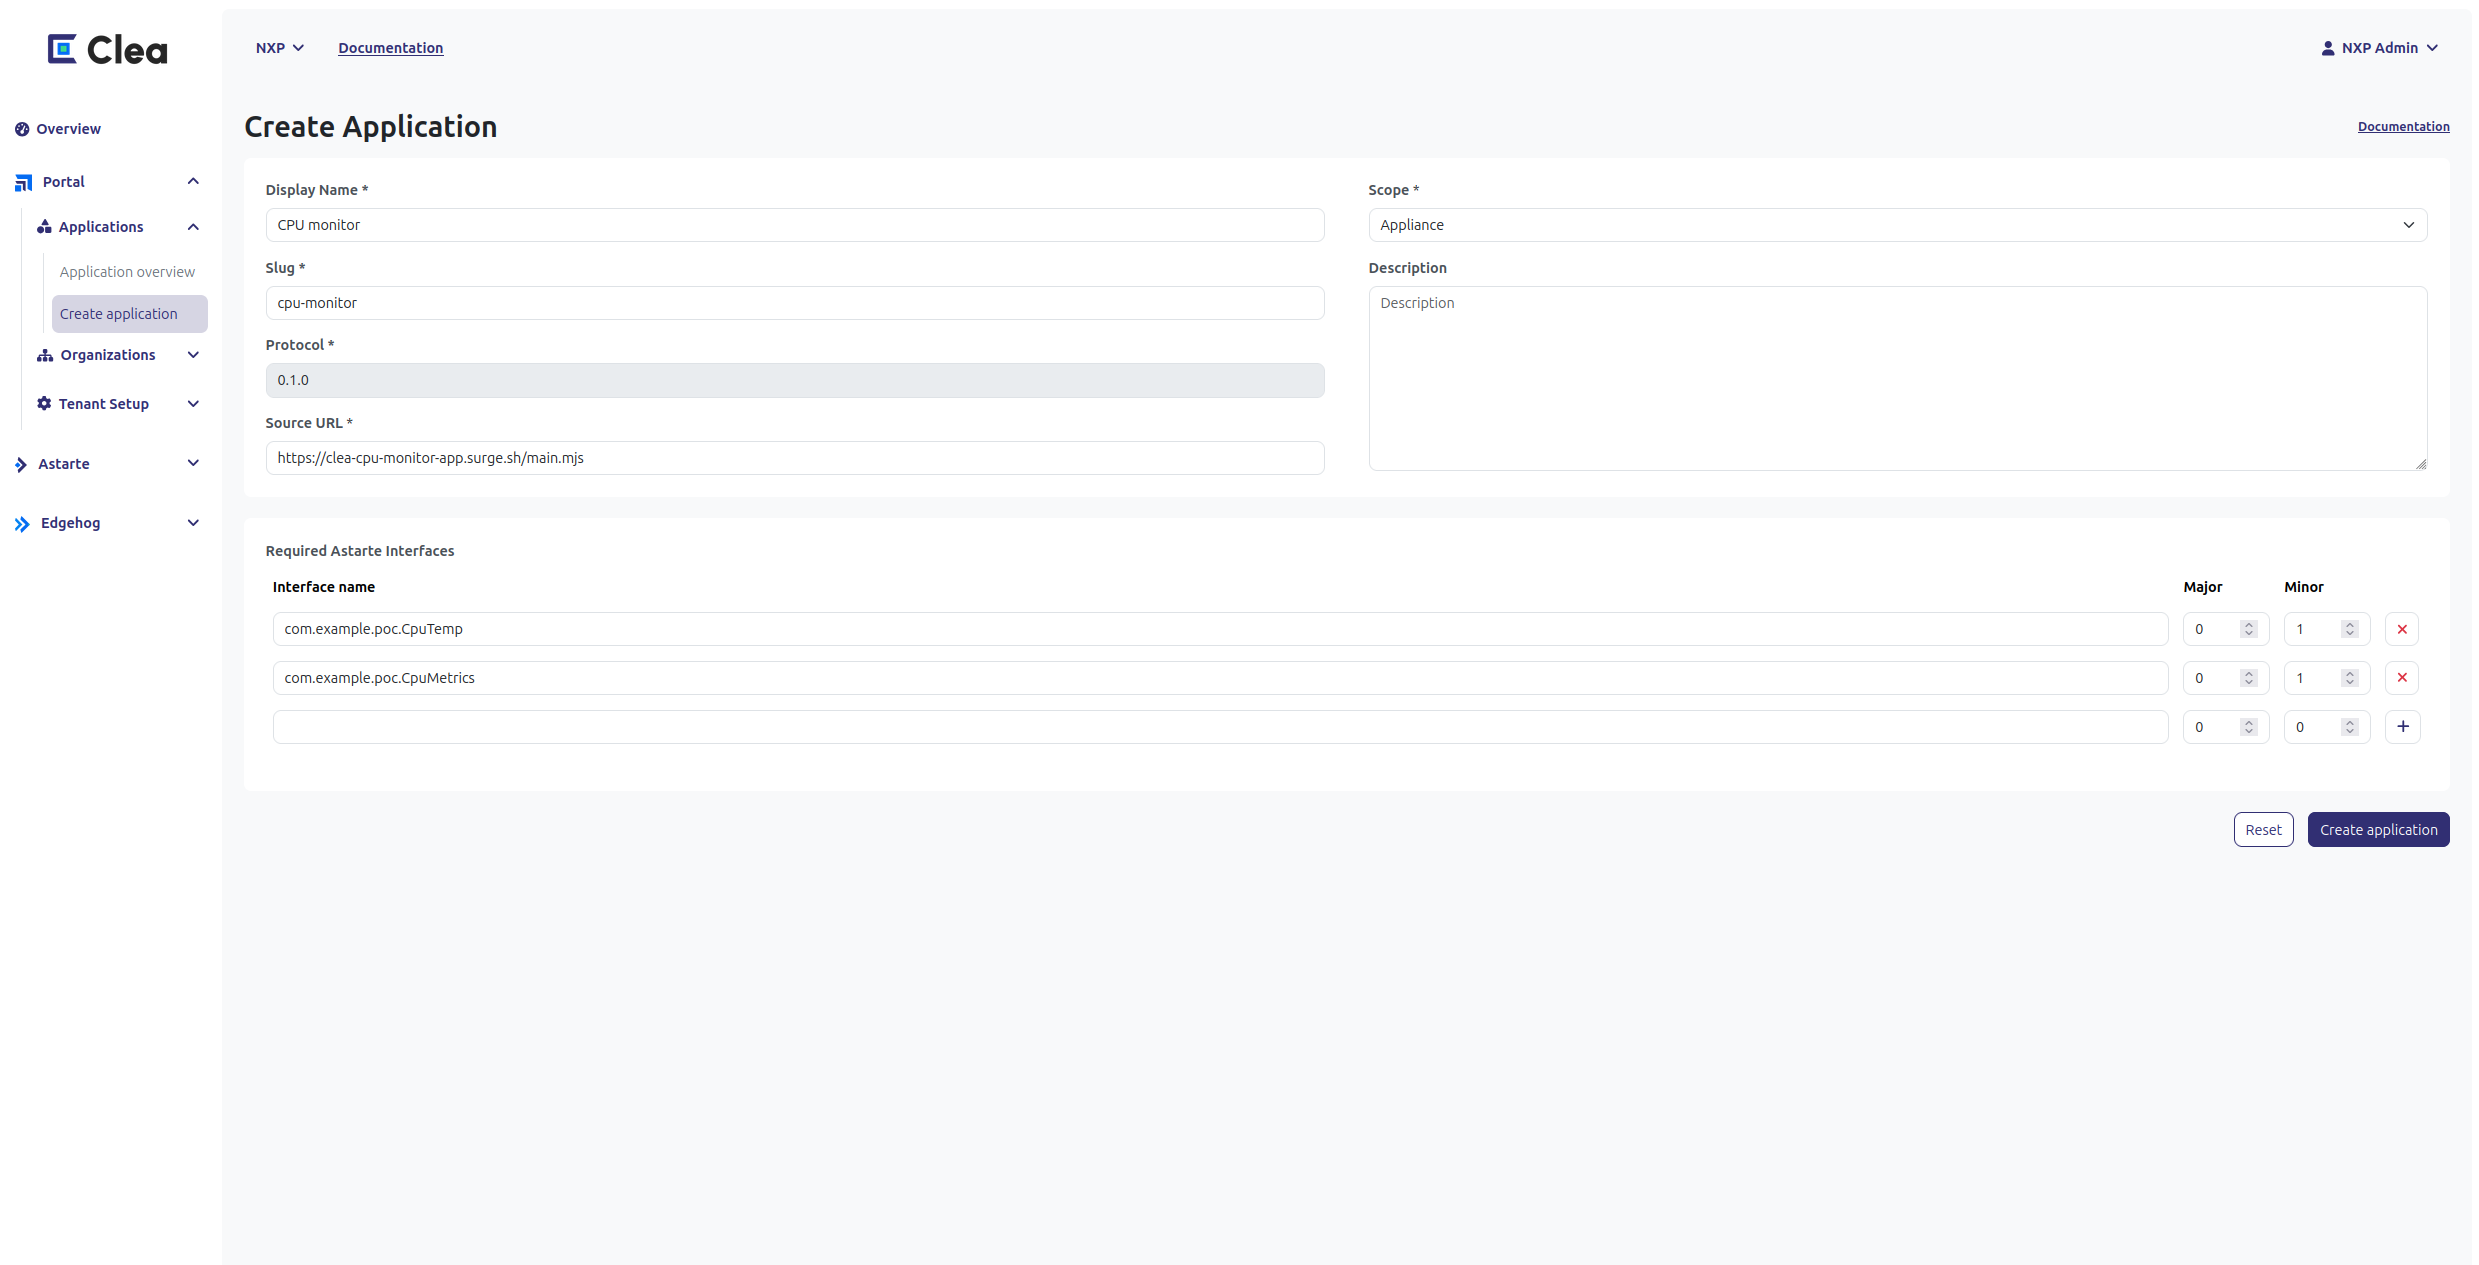 Clea
NXP
Documentation
NXP Admin
Overview
Portal
Applications
Application overview
Create application
Organizations
Tenant Setup
Astarte
Edgehog
Create Application
Documentation
Display Name *
CPU monitor
Slug *
cpu-monitor
Protocol *
0.1.0
Source URL *
https://clea-cpu-monitor-app.surge.sh/main.mjs
Scope *
Appliance
Description
Description
Required Astarte Interfaces
Interface name Major Minor
com.example.poc.CpuTemp 0 1
com.example.poc.CpuMetrics 0 1
0 0
Reset
Create application